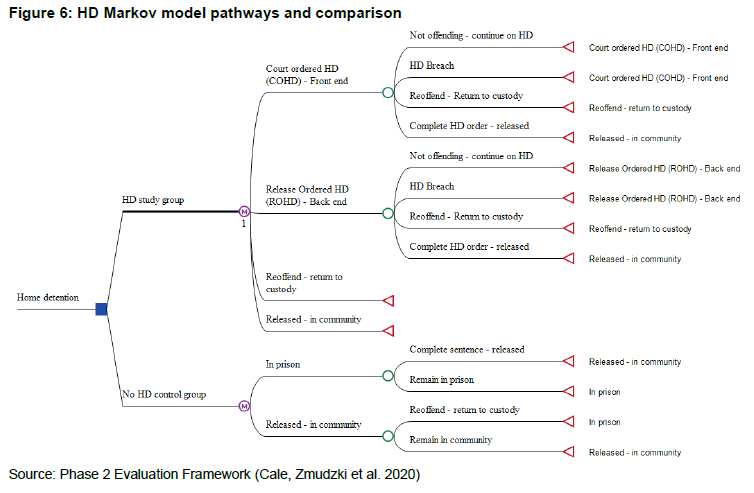 Figure 6: HD Markov model pathways and comparison
Not offending - continue on HD
Court ordered HD (COHD) - Front end
HD Breach
Court ordered HD (COHD) - Front end
Court ordered HD
(COHD) - Front end
Reoffend - Return to custody
Reoffend - return to custody
Complete HD order - released
Released - in community
Not offending - continue on HD
Release Ordered HD (ROHD) - Back end
HD Breach
Release Ordered HD (ROHD) - Back end
HD study group
M
1
Release Ordered HD
(ROHD) - Back end
Reoffend - Return to custody
Reoffend - return to custody
Complete HD order - released
Released - in community
Reoffend - return to
custody
Home detention
Released - in community
Complete sentence - released
Released - in community
In prison
Remain in prison
In prison
No HD control group
M
Reoffend - return to custody
In prison
Released - in community
Remain in community
Released - in community
Source: Phase 2 Evaluation Framework (Cale, Zmudzki et al. 2020)